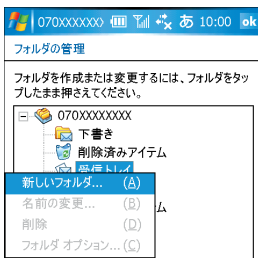 070XXXXXXX あ 10:00 ok
フォルダの管理
フォルダを作成または変更するには、フォルダをタッ
プしたまま押さえてください。
070XXXXXXXX
下書き
削除済みアイテム
受信トレイ
新しいフォルダ... (A)
名前の変更... (B)
ム
削除 (D)
フォルダ オプション... (C)